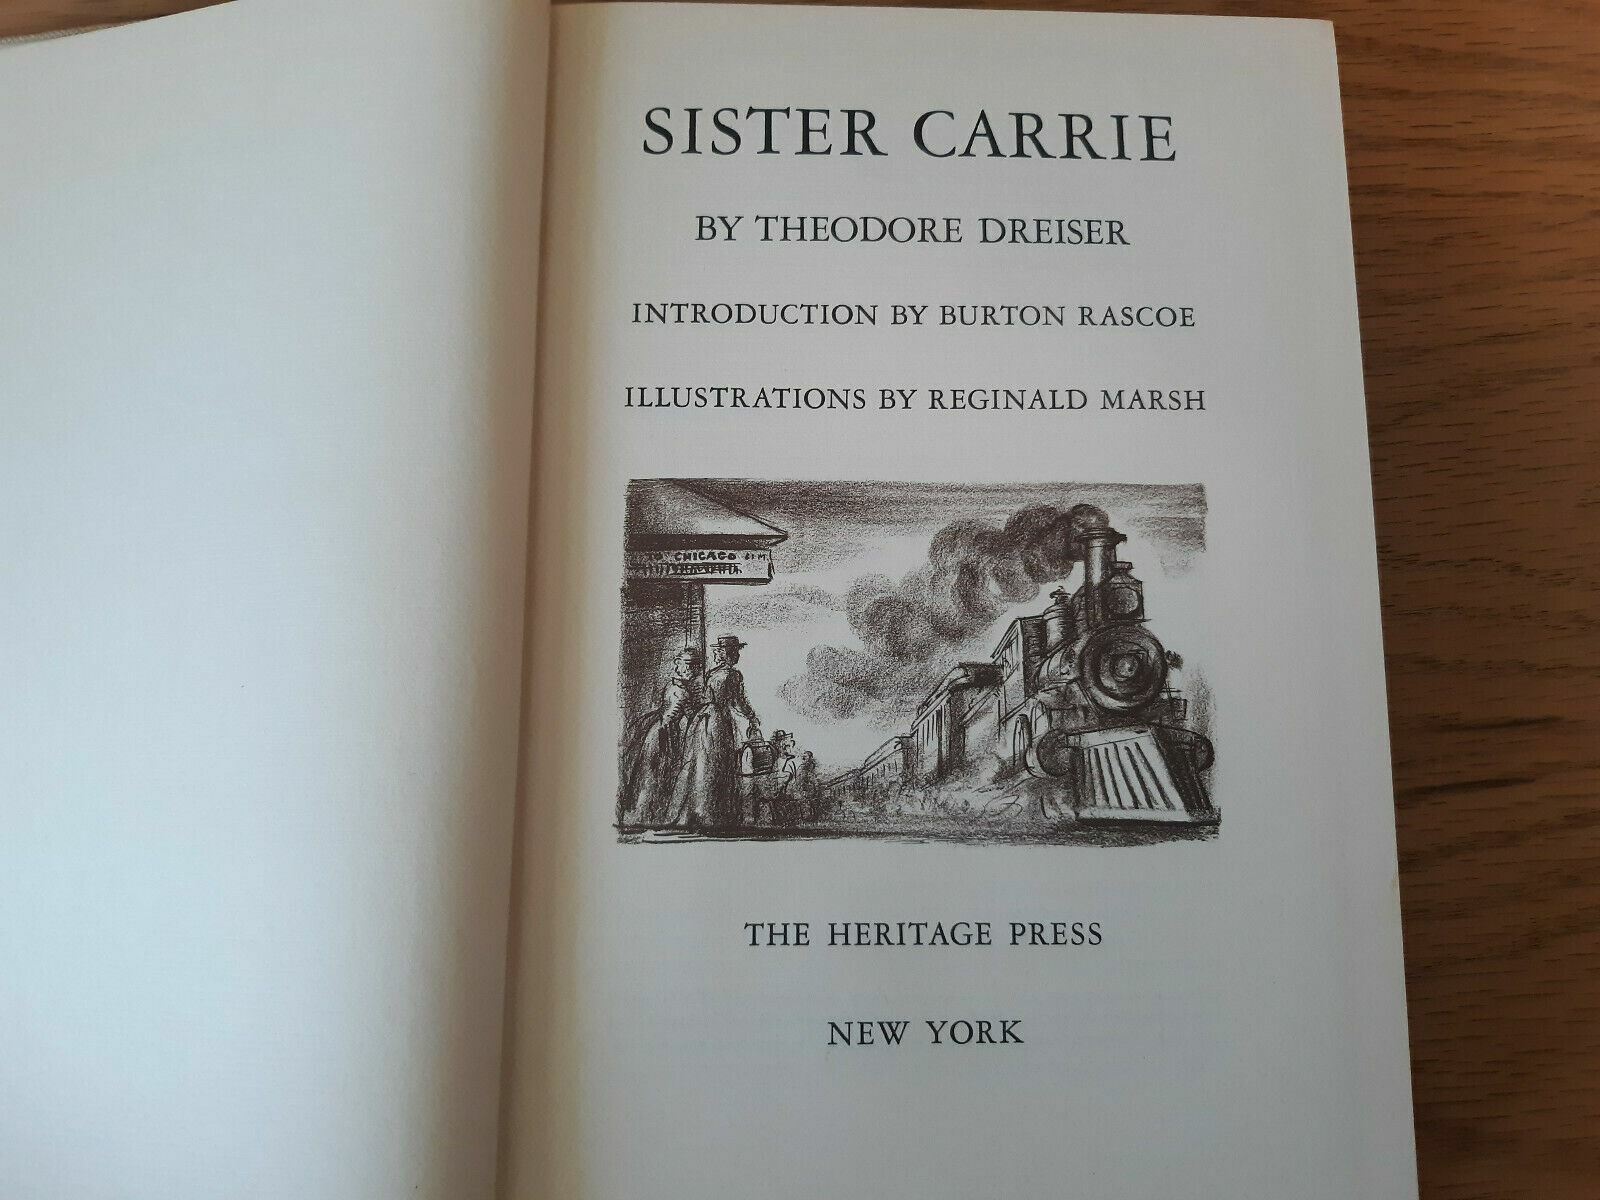 SISTER CARRIE
BY THEODORE DREISER
INTRODUCTION BY BURTON RASCOE
ILLUSTRATIONS BY REGINALD MARSH
CHICAGO
THE HERITAGE PRESS
NEW YORK